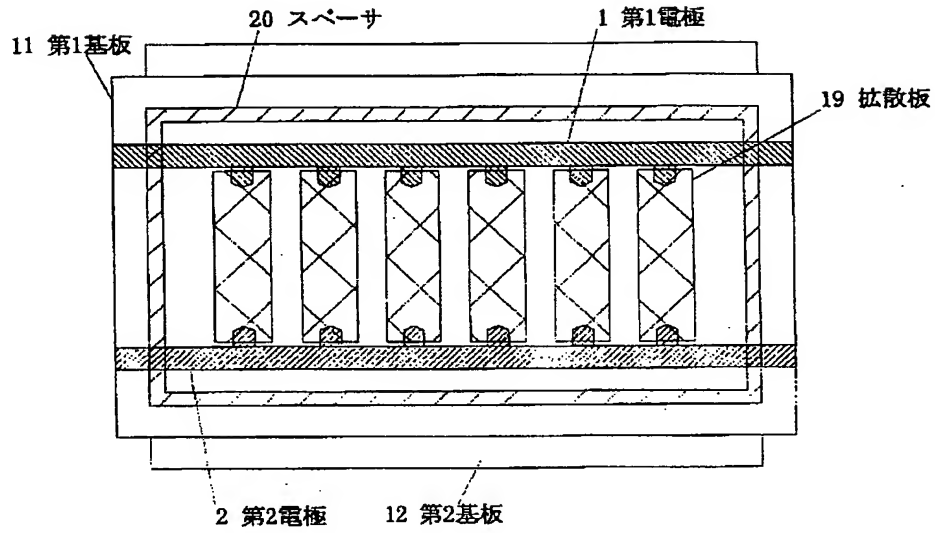 20 スペーサ
1 第1電極
11 第1基板
19 拡散板
2 第2電極
12 第2基板